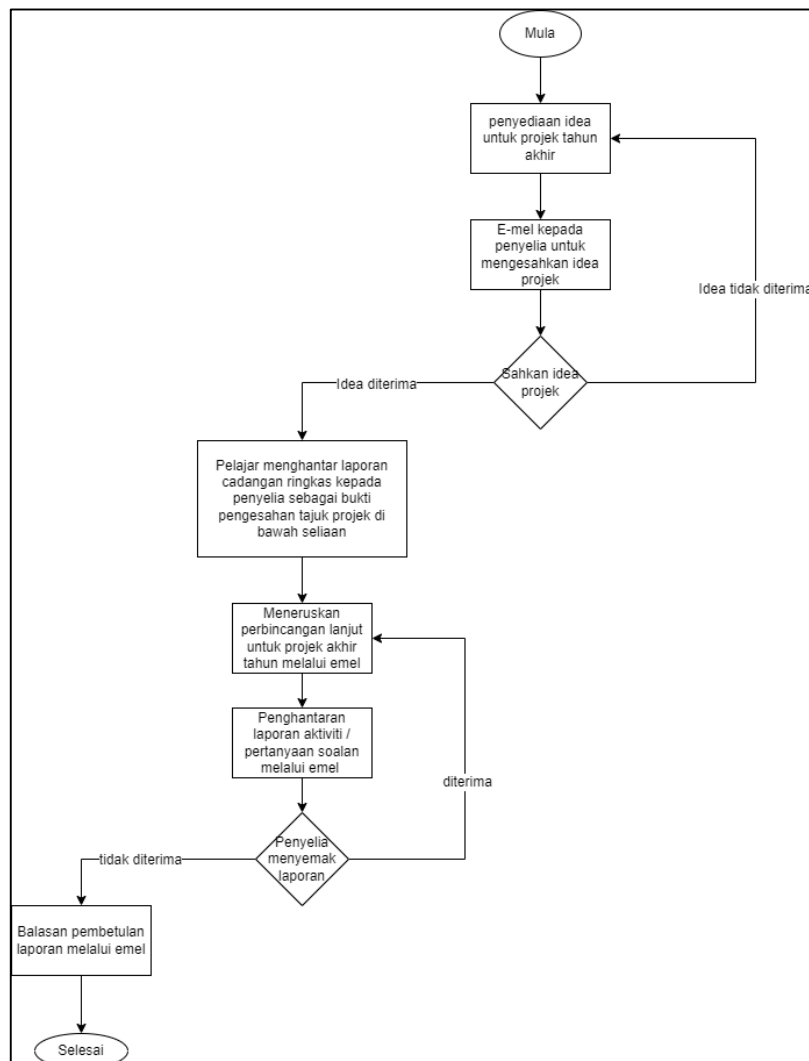 Mula
penyediaan idea
untuk projek tahun
akhir
E-mel kepada
penyelia untuk
mengesahkan idea
projek
Idea tidak diterima
Sahkan idea
projek
Idea diterima
Pelajar menghantar laporan
cadangan ringkas kepada
penyelia sebagai bukti
pengesahan tajuk projek di
bawah seliaan
Meneruskan
perbincangan lanjut
untuk projek akhir
tahun melalui emel
Penghantaran
laporan aktiviti /
pertanyaan soalan
melalui emel
diterima
Penyelia
menyemak
laporan
tidak diterima
Balasan pembetulan
laporan melalui emel
Selesai